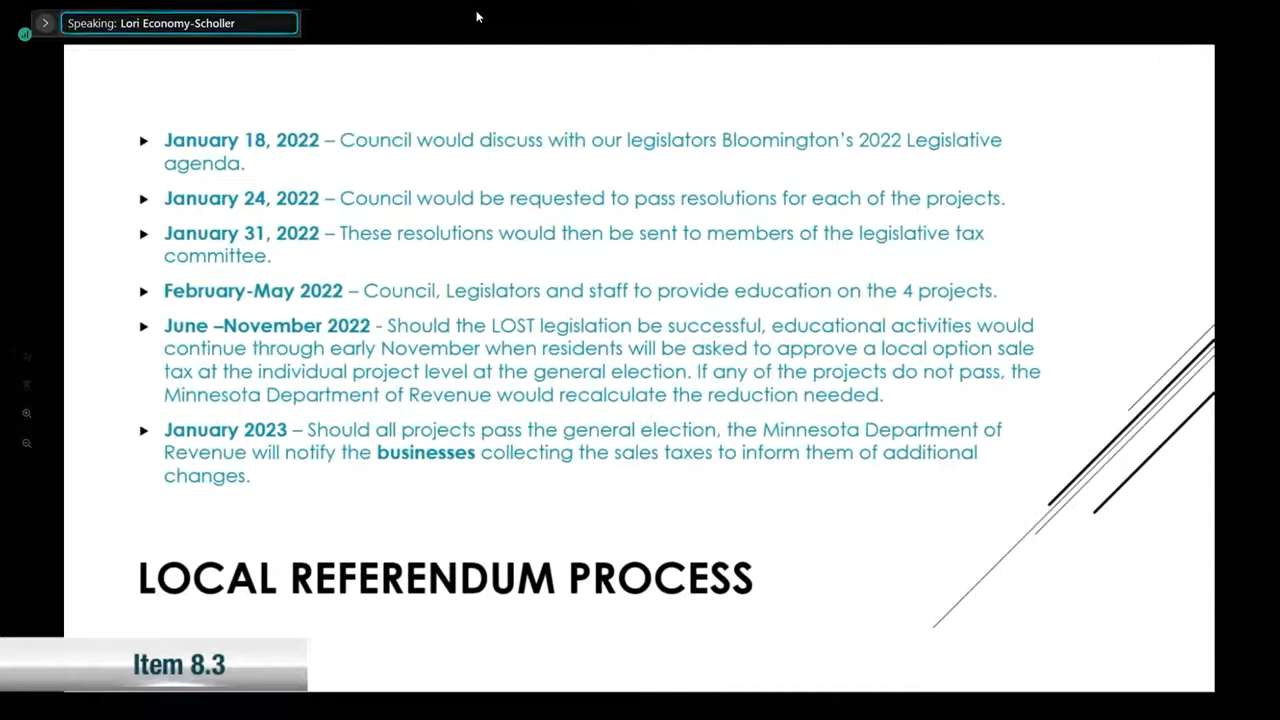 Speaking: Lori Economy-Scholler
January 18, 2022 – Council would discuss with our legislators Bloomington's 2022 Legislative
agenda.
January 24, 2022 – Council would be requested to pass resolutions for each of the projects.
January 31, 2022 – These resolutions would then be sent to members of the legislative tax
committee.
February-May 2022 – Council, Legislators and staff to provide education on the 4 projects.
June –November 2022 - Should the LOST legislation be successful, educational activities would
continue through early November when residents will be asked to approve a local option sale
tax at the individual project level at the general election. If any of the projects do not pass, the
Minnesota Department of Revenue would recalculate the reduction needed.
January 2023 – Should all projects pass the general election, the Minnesota Department of
Revenue will notify the businesses collecting the sales taxes to inform them of additional
changes.
LOCAL REFERENDUM PROCESS
Item 8.3